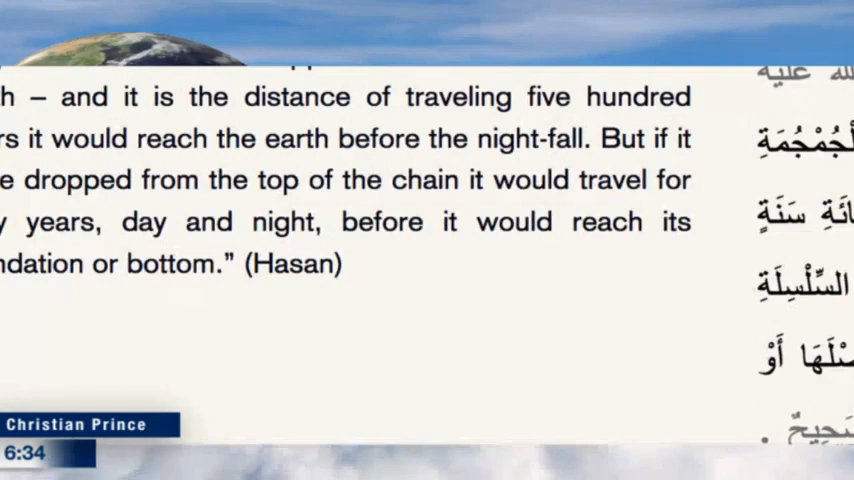 h – and it is the distance of traveling five hundred
rs it would reach the earth before the night-fall. But if it
e dropped from the top of the chain it would travel for
y years, day and night, before it would reach its
ndation or bottom.” (Hasan)
عليه
الْجُمْجُمَةِ
سَنَةٍ
السِّلْسِلَةِ
أَوْ
Christian Prince
6:34